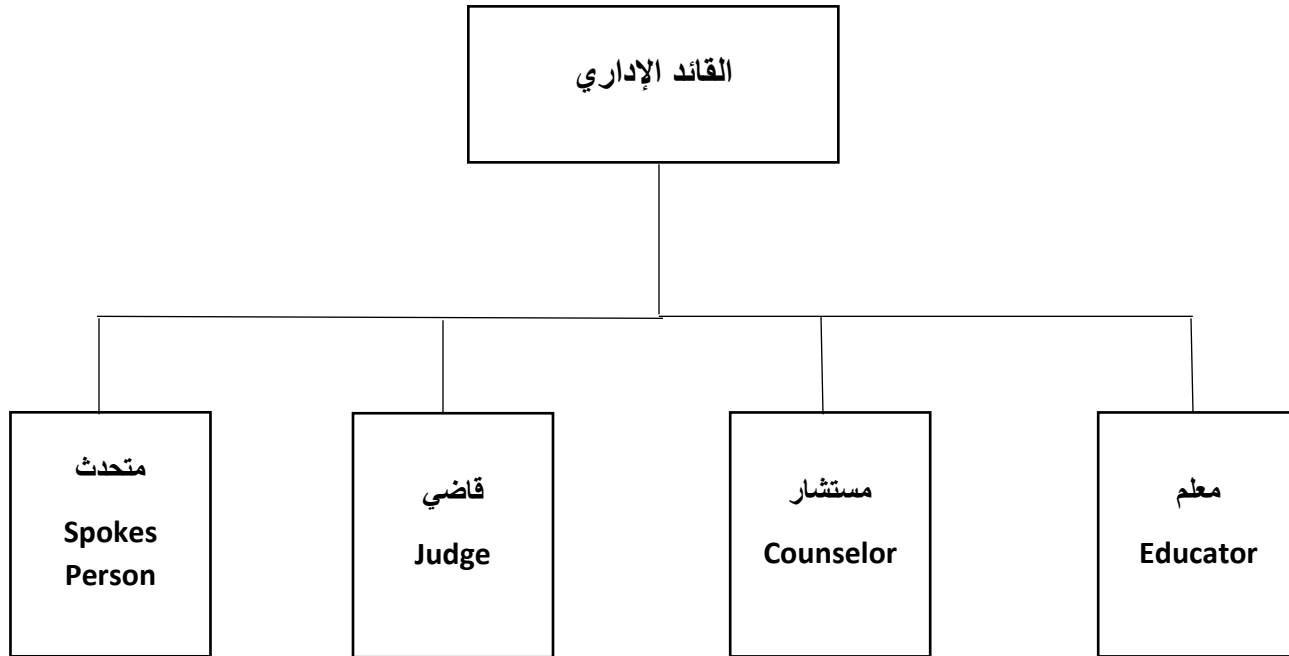 القائد الإداري
معلم
Educator
مستشار
Counselor
قاضي
Judge
متحدث
Spokes
Person